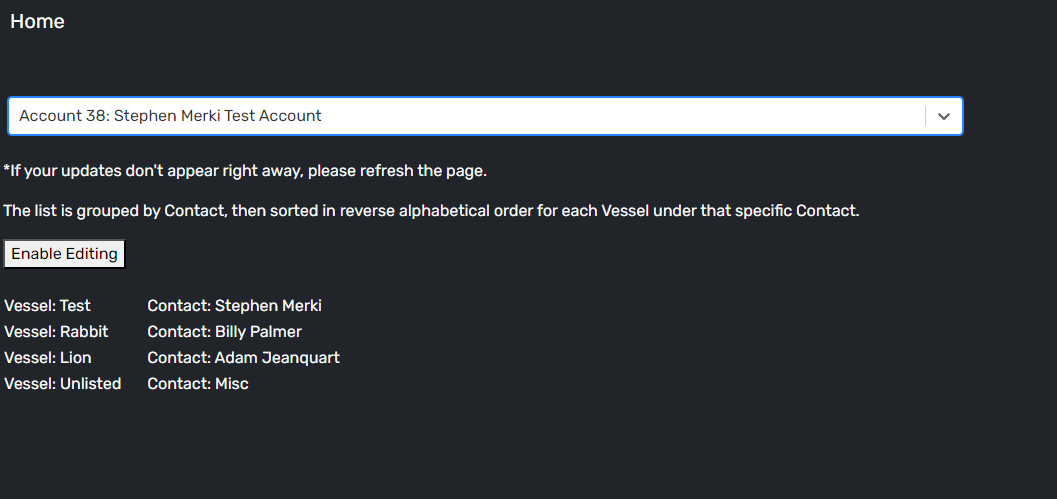 Home
Account 38: Stephen Merki Test Account
*If your updates don't appear right away, please refresh the page.
The list is grouped by Contact, then sorted in reverse alphabetical order for each Vessel under that specific Contact.
Enable Editing
Vessel: Test Contact: Stephen Merki
Vessel: Rabbit Contact: Billy Palmer
Vessel: Lion Contact: Adam Jeanquart
Vessel: Unlisted Contact: Misc